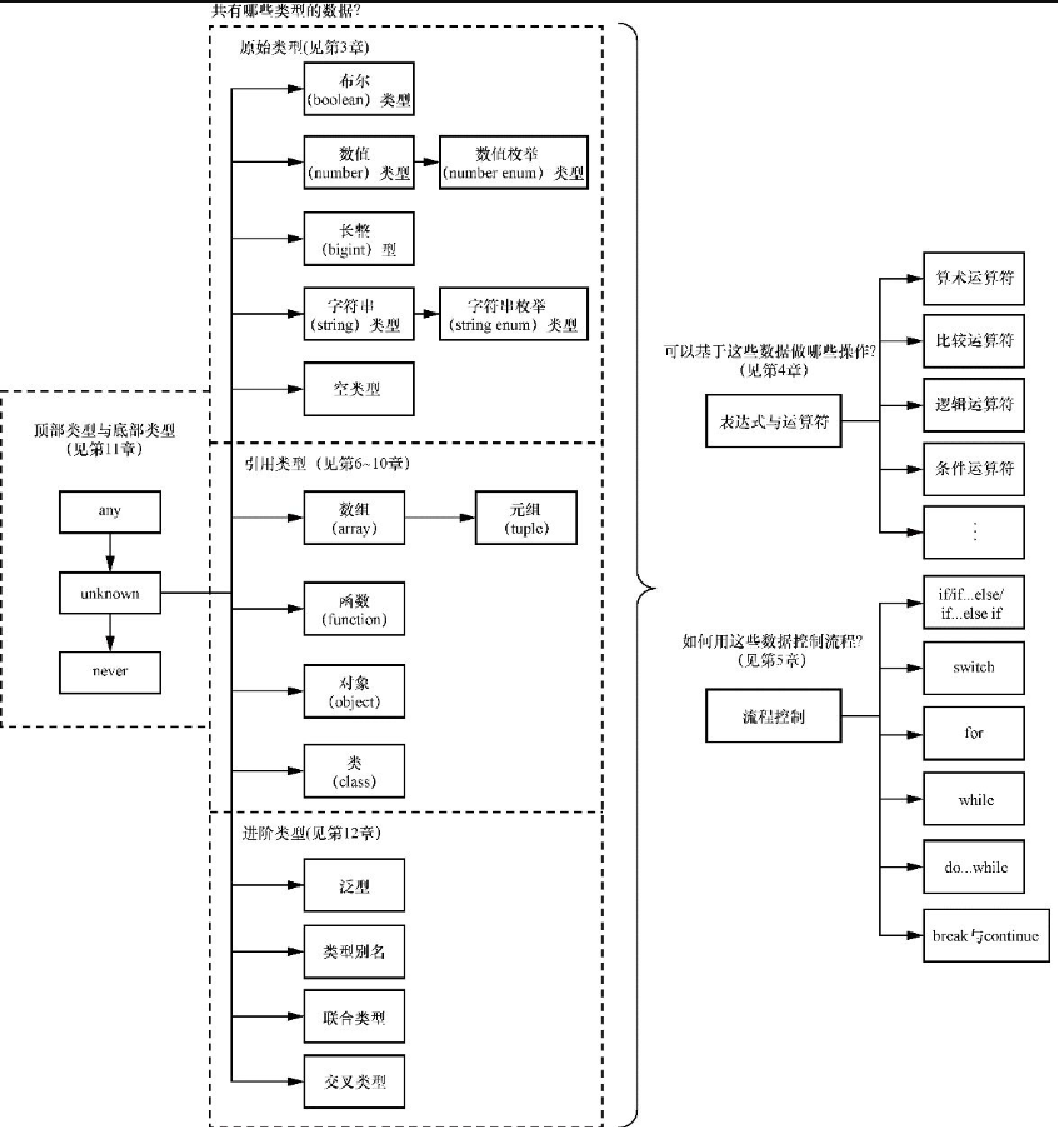 共有哪些类型的数据?
原始类型(见第3章)
布尔
(boolean) 类型
数值
(number) 类型
数值枚举
(number enum) 类型
长整
(bigint) 型
字符串
(string) 类型
字符串枚举
(string enum) 类型
空类型
顶部类型与底部类型
(见第11章)
any
unknown
never
引用类型 (见第6~10章)
数组
(array)
元组
(tuple)
函数
(function)
对象
(object)
类
(class)
进阶类型(见第12章)
泛型
类型别名
联合类型
交叉类型
可以基于这些数据做哪些操作?
(见第4章)
表达式与运算符
算术运算符
比较运算符
逻辑运算符
条件运算符
⋮
如何用这些数据控制流程?
(见第5章)
流程控制
if/if...else/
if...else if
switch
for
while
do...while
break与continue